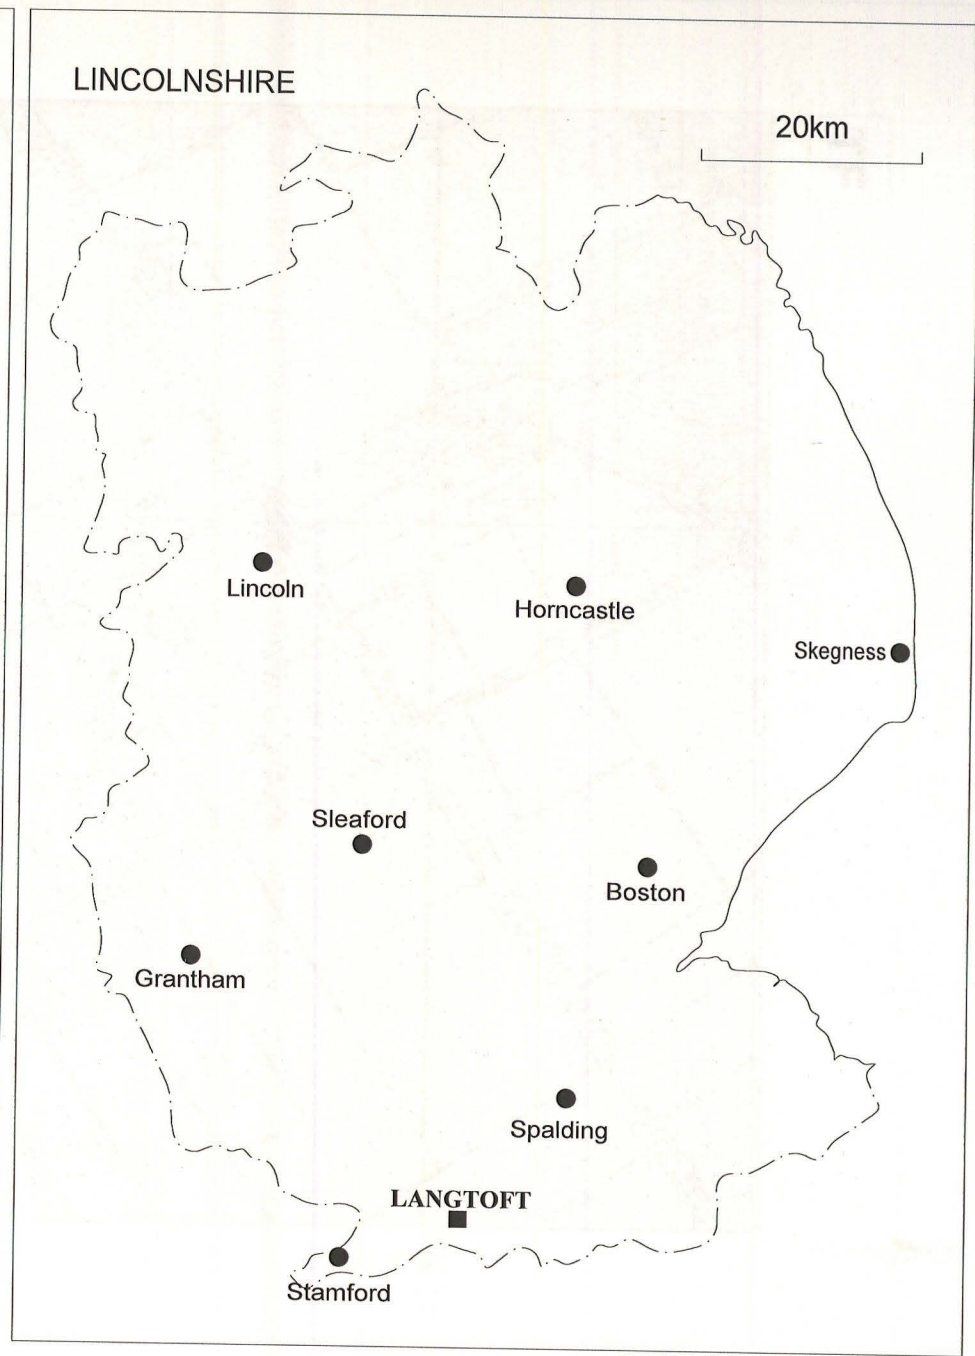 LINCOLNSHIRE
20km
Lincoln
Horncastle
Skegness
Sleaford
Boston
Grantham
Spalding
LANGTOFT
Stamford